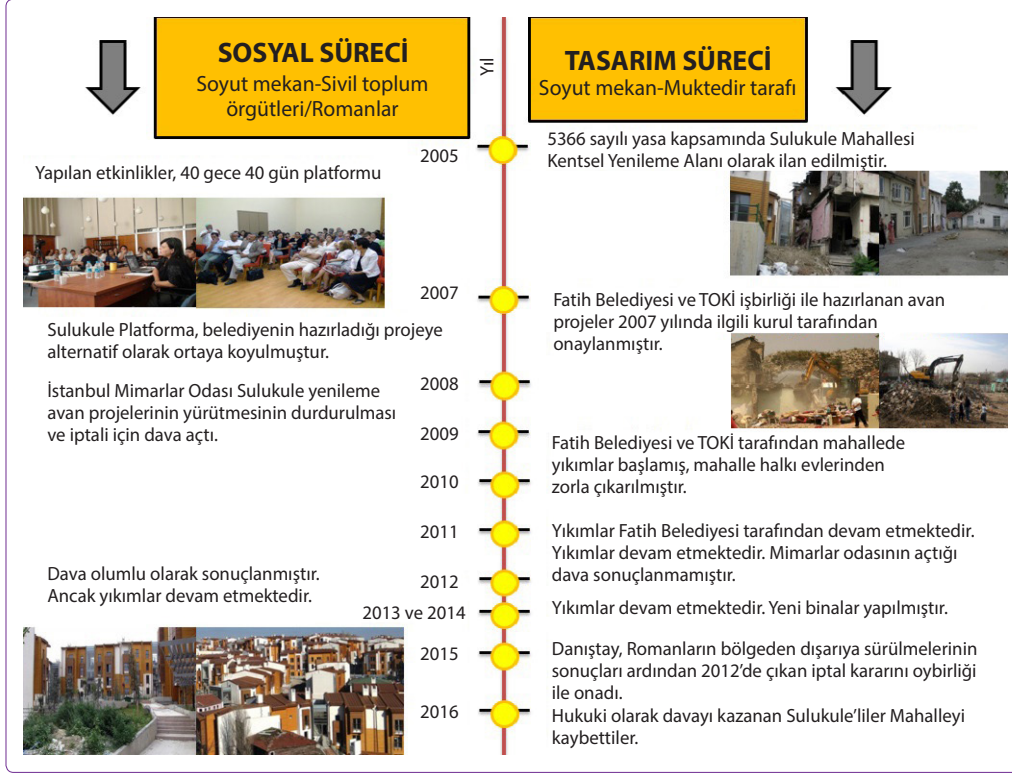 SOSYAL SÜRECİ
Soyut mekan-Sivil toplum
örgütleri/Romanlar
Yıl
TASARIM SÜRECİ
Soyut mekan-Muktedir tarafı
2005
5366 sayılı yasa kapsamında Sulukule Mahallesi
Kentsel Yenileme Alanı olarak ilan edilmiştir.
Yapılan etkinlikler, 40 gece 40 gün platformu
2007
Fatih Belediyesi ve TOKİ işbirliği ile hazırlanan avan
projeler 2007 yılında ilgili kurul tarafından
onaylanmıştır.
Sulukule Platforma, belediyenin hazırladığı projeye
alternatif olarak ortaya koyulmuştur.
2008
İstanbul Mimarlar Odası Sulukule yenileme
avan projelerinin yürütmesinin durdurulması
ve iptali için dava açtı.
2009
Fatih Belediyesi ve TOKİ tarafından mahallede
yıkımlar başlamış, mahalle halkı evlerinden
zorla çıkarılmıştır.
2010
2011
Yıkımlar Fatih Belediyesi tarafından devam etmektedir.
Yıkımlar devam etmektedir. Mimarlar odasının açtığı
dava sonuçlanmamıştır.
Dava olumlu olarak sonuçlanmıştır.
Ancak yıkımlar devam etmektedir.
2012
2013 ve 2014
Yıkımlar devam etmektedir. Yeni binalar yapılmıştır.
2015
Danıştay, Romanların bölgeden dışarıya sürülmelerinin
sonuçları ardından 2012'de çıkan iptal kararını oybirliği
ile onadı.
2016
Hukuki olarak davayı kazanan Sulukule'liler Mahalleyi
kaybettiler.